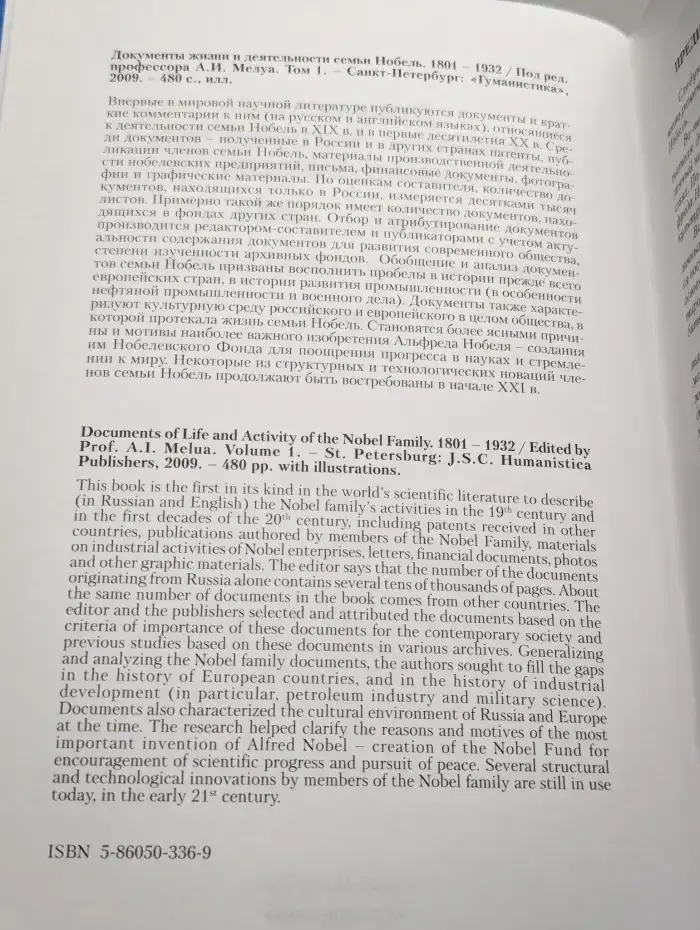 Документы жизни и деятельности семьи Нобель. 1801 – 1932 / Под ред.
профессора А.И. Мелуа. Том 1. – Санкт-Петербург: «Гуманистика»,
2009. – 480 с., илл.
Впервые в мировой научной литературе публикуются документы и крат-
кие комментарии к ним (на русском и английском языках), относящиеся
к деятельности семьи Нобель в XIX в. и в первые десятилетия XX в. Сре-
ди документов – полученные в России и в других странах патенты, пуб-
ликации членов семьи Нобель, материалы производственной деятельно-
сти нобелевских предприятий, письма, финансовые документы, фотогра-
фии и графические материалы. По оценкам составителя, количество до-
кументов, находящихся только в России, измеряется десятками тысяч
листов. Примерно такой же порядок имеет количество документов, нахо-
дящихся в фондах других стран. Отбор и атрибутирование документов
производится редактором-составителем и публикаторами с учетом акту-
альности содержания документов для развития современного общества,
степени изученности архивных фондов. Обобщение и анализ докумен-
тов семьи Нобель призваны восполнить пробелы в истории прежде всего
европейских стран, в истории развития промышленности (в особенности
нефтяной промышленности и военного дела). Документы также характе-
ризуют культурную среду российского и европейского в целом общества, в
которой протекала жизнь семьи Нобель. Становятся более ясными причи-
ны и мотивы наиболее важного изобретения Альфреда Нобеля – создания
им Нобелевского Фонда для поощрения прогресса в науках и стремле-
нии к миру. Некоторые из структурных и технологических новаций чле-
нов семьи Нобель продолжают быть востребованы в начале XXI в.
Documents of Life and Activity of the Nobel Family. 1801 – 1932 / Edited by
Prof. A.I. Melua. Volume 1. – St. Petersburg: J.S.C. Humanistica
Publishers, 2009. – 480 pp. with illustrations.
This book is the first in its kind in the world's scientific literature to describe
(in Russian and English) the Nobel family's activities in the 19th century and
in the first decades of the 20th century, including patents received in other
countries, publications authored by members of the Nobel Family, materials
on industrial activities of Nobel enterprises, letters, financial documents, photos
and other graphic materials. The editor says that the number of the documents
originating from Russia alone contains several tens of thousands of pages. About
the same number of documents in the book comes from other countries. The
editor and the publishers selected and attributed the documents based on the
criteria of importance of these documents for the contemporary society and
previous studies based on these documents in various archives. Generalizing
and analyzing the Nobel family documents, the authors sought to fill the gaps
in the history of European countries, and in the history of industrial
development (in particular, petroleum industry and military science).
Documents also characterized the cultural environment of Russia and Europe
at the time. The research helped clarify the reasons and motives of the most
important invention of Alfred Nobel – creation of the Nobel Fund for
encouragement of scientific progress and pursuit of peace. Several structural
and technological innovations by members of the Nobel family are still in use
today, in the early 21st century.
ISBN 5-86050-336-9